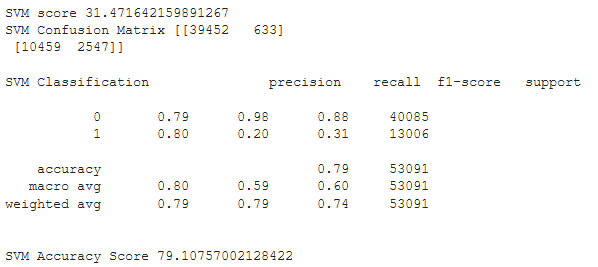 SVM score 31.471642159891267
SVM Confusion Matrix [[39452   633]
 [10459  2547]]
SVM Classification               precision    recall  f1-score   support
           0       0.79      0.98      0.88     40085
           1       0.80      0.20      0.31     13006
    accuracy                           0.79     53091
   macro avg       0.80      0.59      0.60     53091
weighted avg       0.79      0.79      0.74     53091
SVM Accuracy Score 79.10757002128422